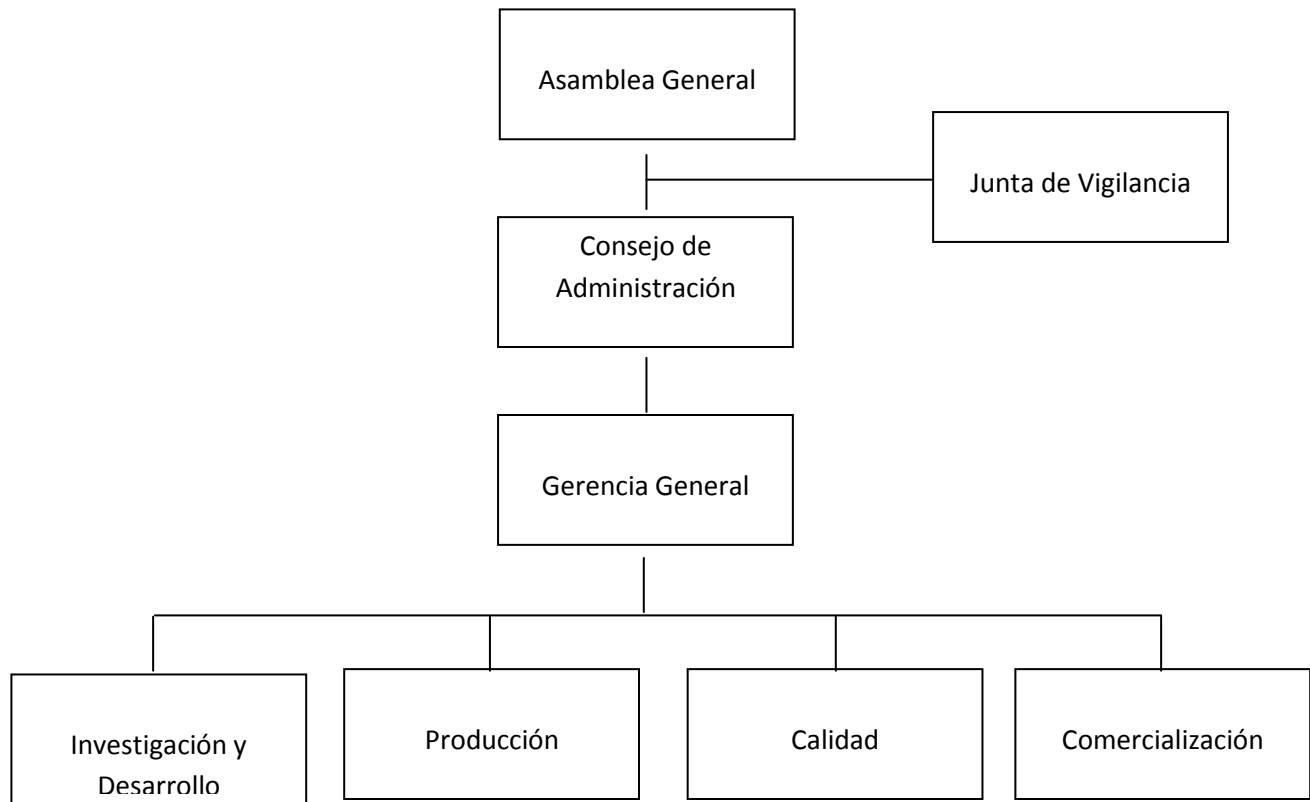 Asamblea General
Junta de Vigilancia
Consejo de
Administración
Gerencia General
Investigación y
Desarrollo
Producción
Calidad
Comercialización